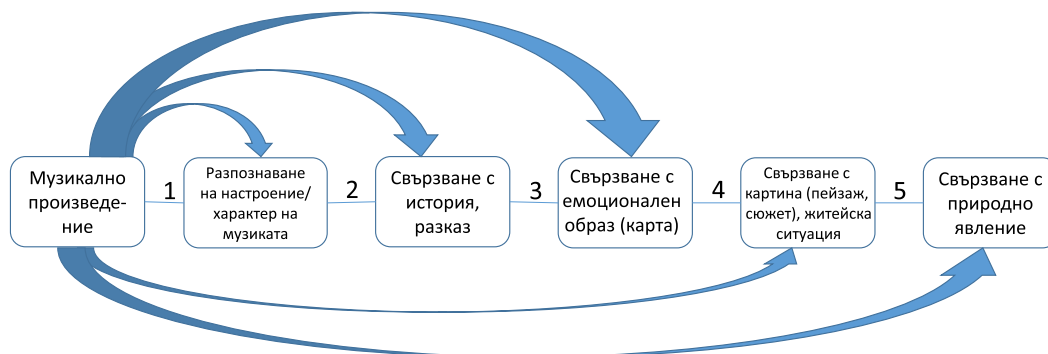 Музикално
произведе-
ние
1
Разпознаване
на настроение/
характер на
музиката
2
Свързване с
история,
разказ
3
Свързване с
емоционален
образ (карта)
4
Свързване с
картина (пейзаж,
сюжет), житейска
ситуация
5
Свързване с
природно
явление